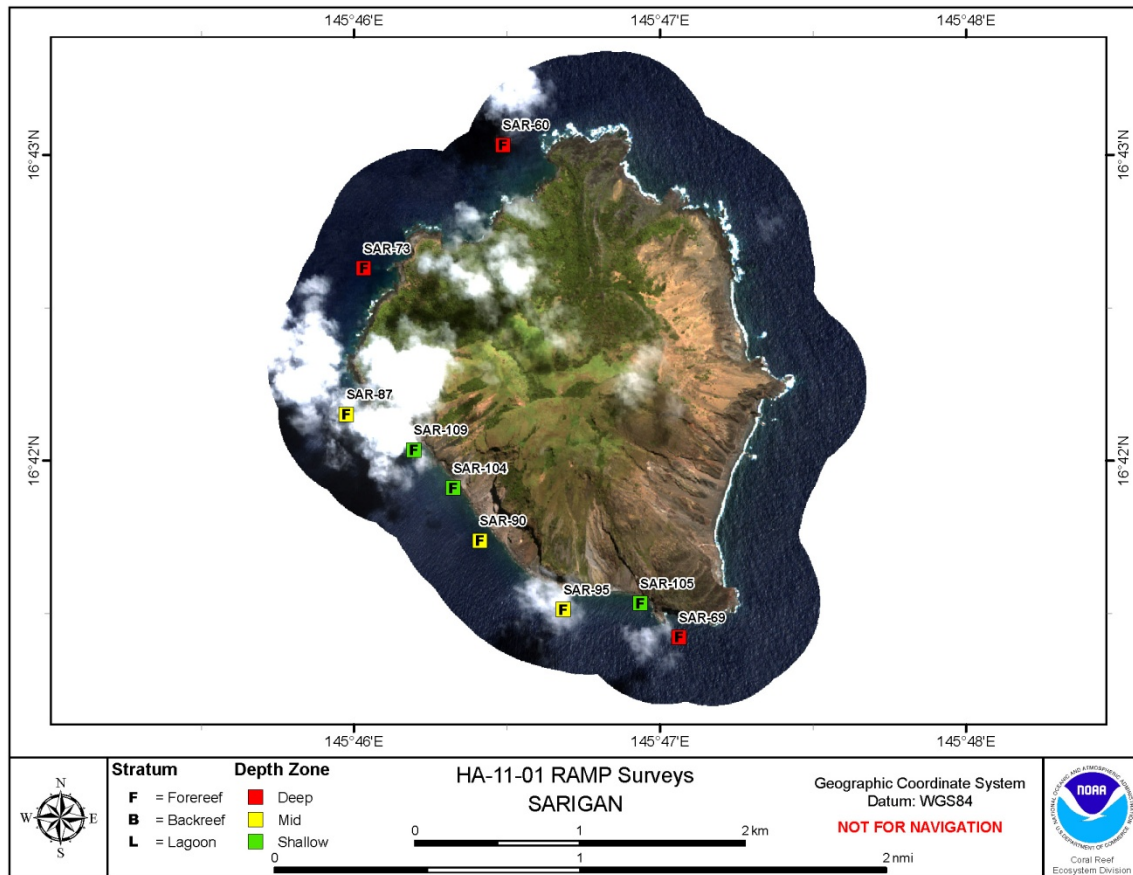 145°46'E
145°47'E
145°48'E
16°43'N
16°43'N
SAR-60
SAR-73
SAR-87
SAR-109
16°42'N
16°42'N
SAR-104
SAR-90
SAR-95
SAR-105
SAR-69
145°46'E
145°47'E
145°48'E
F
F
F
F
F
F
F
F
F
N
W
E
S
Stratum
F = Forereef
B = Backreef
L = Lagoon
Depth Zone
Deep
Mid
Shallow
HA-11-01 RAMP Surveys
SARIGAN
0 1 2 km
0 1 2 nmi
Geographic Coordinate System
Datum: WGS84
NOT FOR NAVIGATION
NOAA
Coral Reef
Ecosystem Division